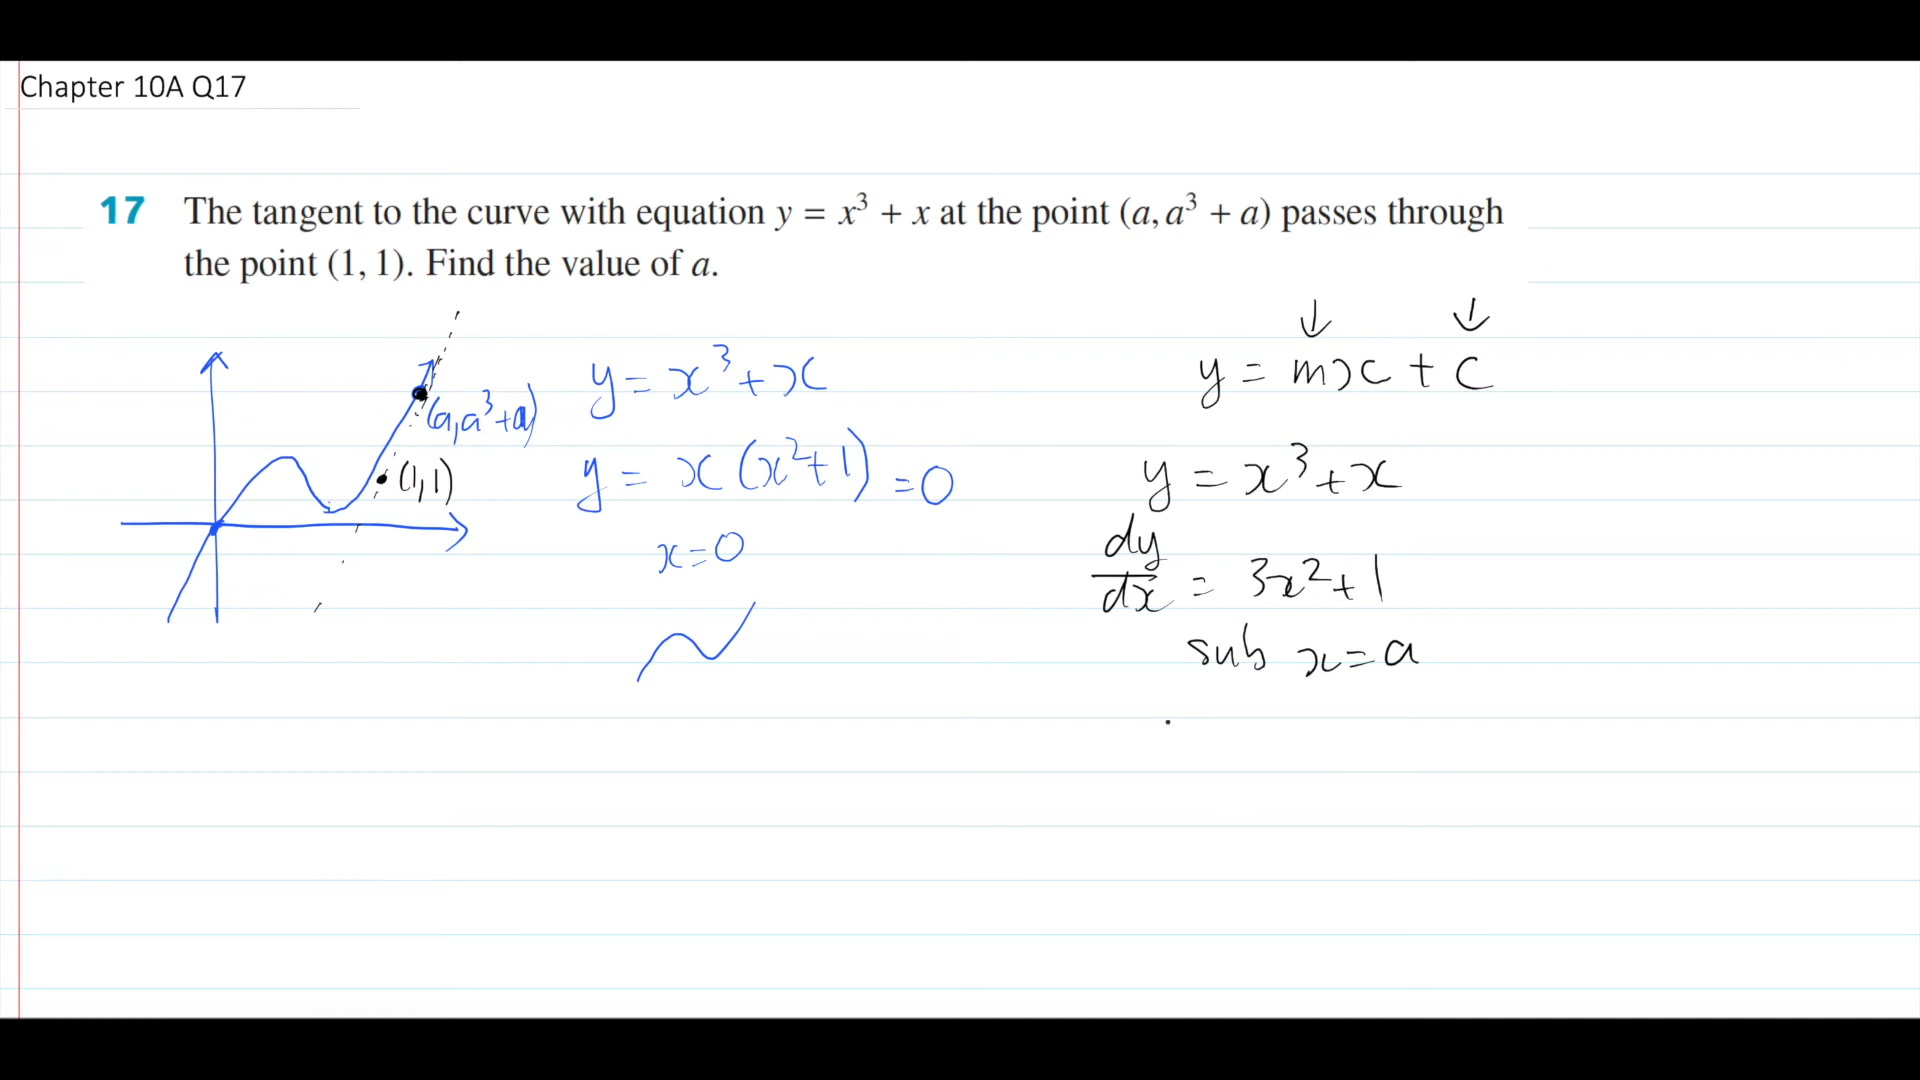 Chapter 10A Q17
17 The tangent to the curve with equation y = x³ + x at the point (a, a³ + a) passes through
the point (1, 1). Find the value of a.
(a, a³+a)
(1, 1)
y = x³+x
y = x(x²+1) = 0
x=0
y = mx + c
y = x³+x
dy/dx = 3x²+1
sub x=a